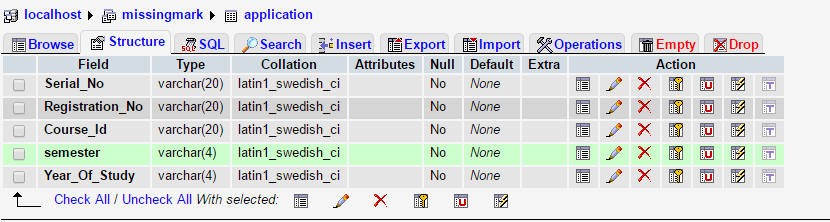 localhost missingmark application
Browse Structure SQL Search Insert Export Import Operations Empty Drop
Field Type Collation Attributes Null Default Extra Action
Serial_No varchar(20) latin1_swedish_ci No None
Registration_No varchar(20) latin1_swedish_ci No None
Course_Id varchar(20) latin1_swedish_ci No None
semester varchar(4) latin1_swedish_ci No None
Year_Of_Study varchar(4) latin1_swedish_ci No None
Check All / Uncheck All With selected: